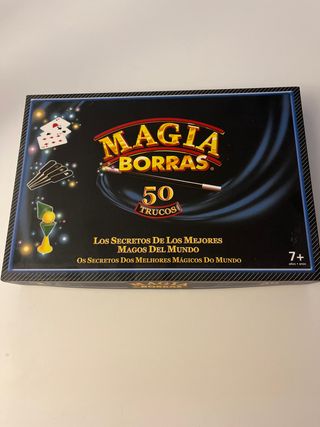 MAGIA
BORRAS®
50
TRUCOS
LOS SECRETOS DE LOS MEJORES
MAGOS DEL MUNDO
OS SECRETOS DOS MELHORES MÁGICOS DO MUNDO
7+